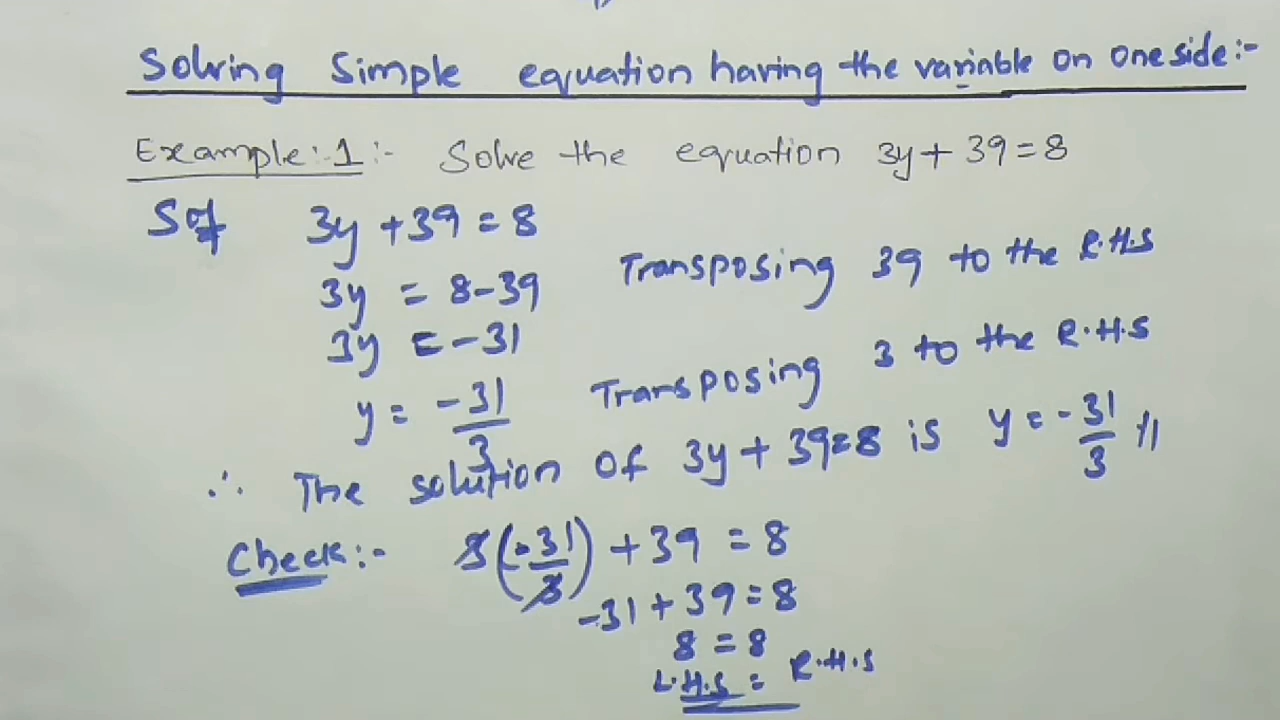 Solving Simple equation having the variable on one side:-
Example:-1:- Solve the equation 3y + 39 = 8
Sol 3y + 39 = 8
3y = 8 - 39 Transposing 39 to the R.H.S
3y = -31
y = -31/3 Transposing 3 to the R.H.S
∴ The solution of 3y + 39 = 8 is y = -31/3 //
Check:- 3(-31/3) + 39 = 8
-31 + 39 = 8
8 = 8
L.H.S = R.H.S